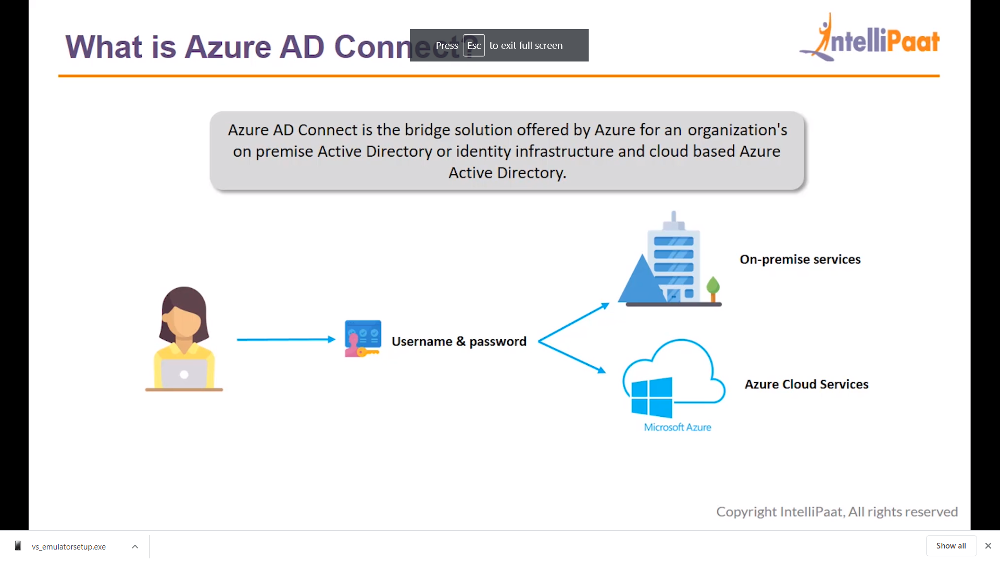 What is Azure AD Connect?
Press Esc to exit full screen
IntelliPaat
Azure AD Connect is the bridge solution offered by Azure for an organization's
on premise Active Directory or identity infrastructure and cloud based Azure
Active Directory.
On-premise services
Username & password
Azure Cloud Services
Microsoft Azure
Copyright IntelliPaat, All rights reserved
vs_emulatorsetup.exe
Show all